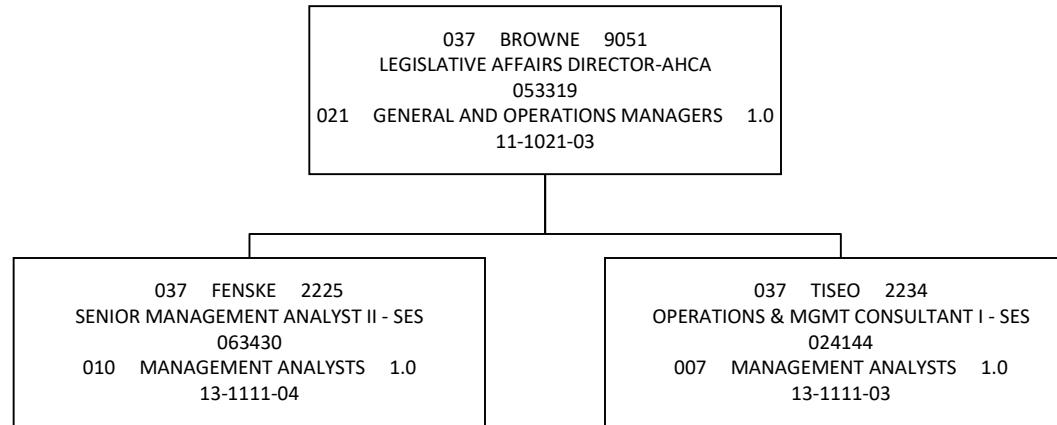 037 BROWNE 9051
LEGISLATIVE AFFAIRS DIRECTOR-AHCA
053319
021 GENERAL AND OPERATIONS MANAGERS 1.0
11-1021-03
037 FENSKE 2225
SENIOR MANAGEMENT ANALYST II - SES
063430
010 MANAGEMENT ANALYSTS 1.0
13-1111-04
037 TISEO 2234
OPERATIONS & MGMT CONSULTANT I - SES
024144
007 MANAGEMENT ANALYSTS 1.0
13-1111-03